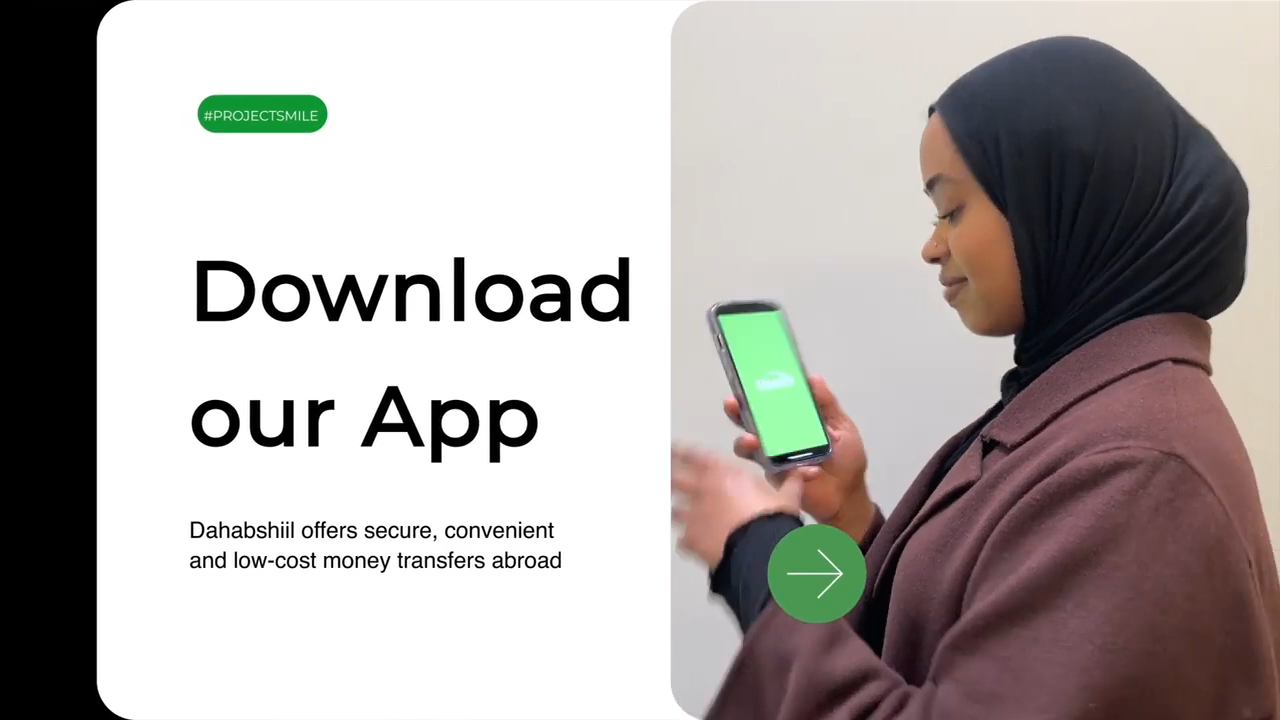 #PROJECTSMILE
Download
our App
Dahabshiil offers secure, convenient
and low-cost money transfers abroad